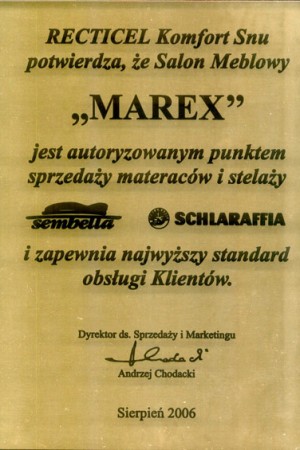 RECTICEL Komfort Snu
potwierdza, że Salon Meblowy
„MAREX”
jest autoryzowanym punktem
sprzedaży materaców i stelaży
sembella SCHLARAFFIA
i zapewnia najwyższy standard
obsługi Klientów.
Dyrektor ds. Sprzedaży i Marketingu
Andrzej Chodacki
Sierpień 2006